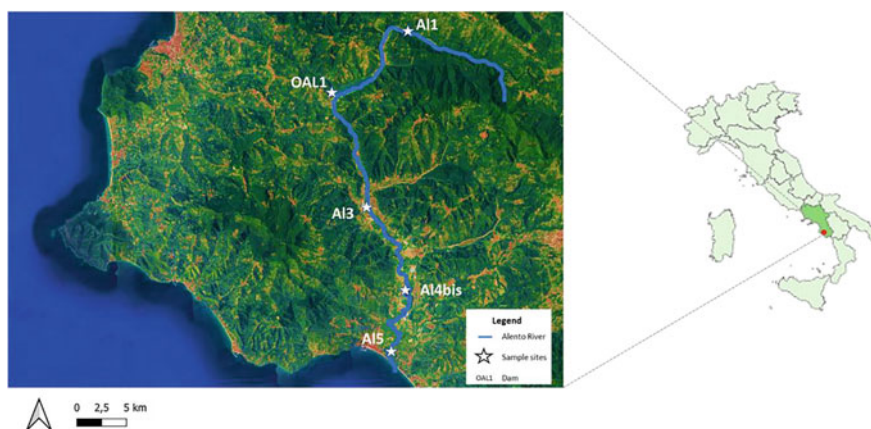 Al1
OAL1
Al3
Al4bis
Al5
Legend
Alento River
Sample sites
OAL1 Dam
0 2,5 5 km